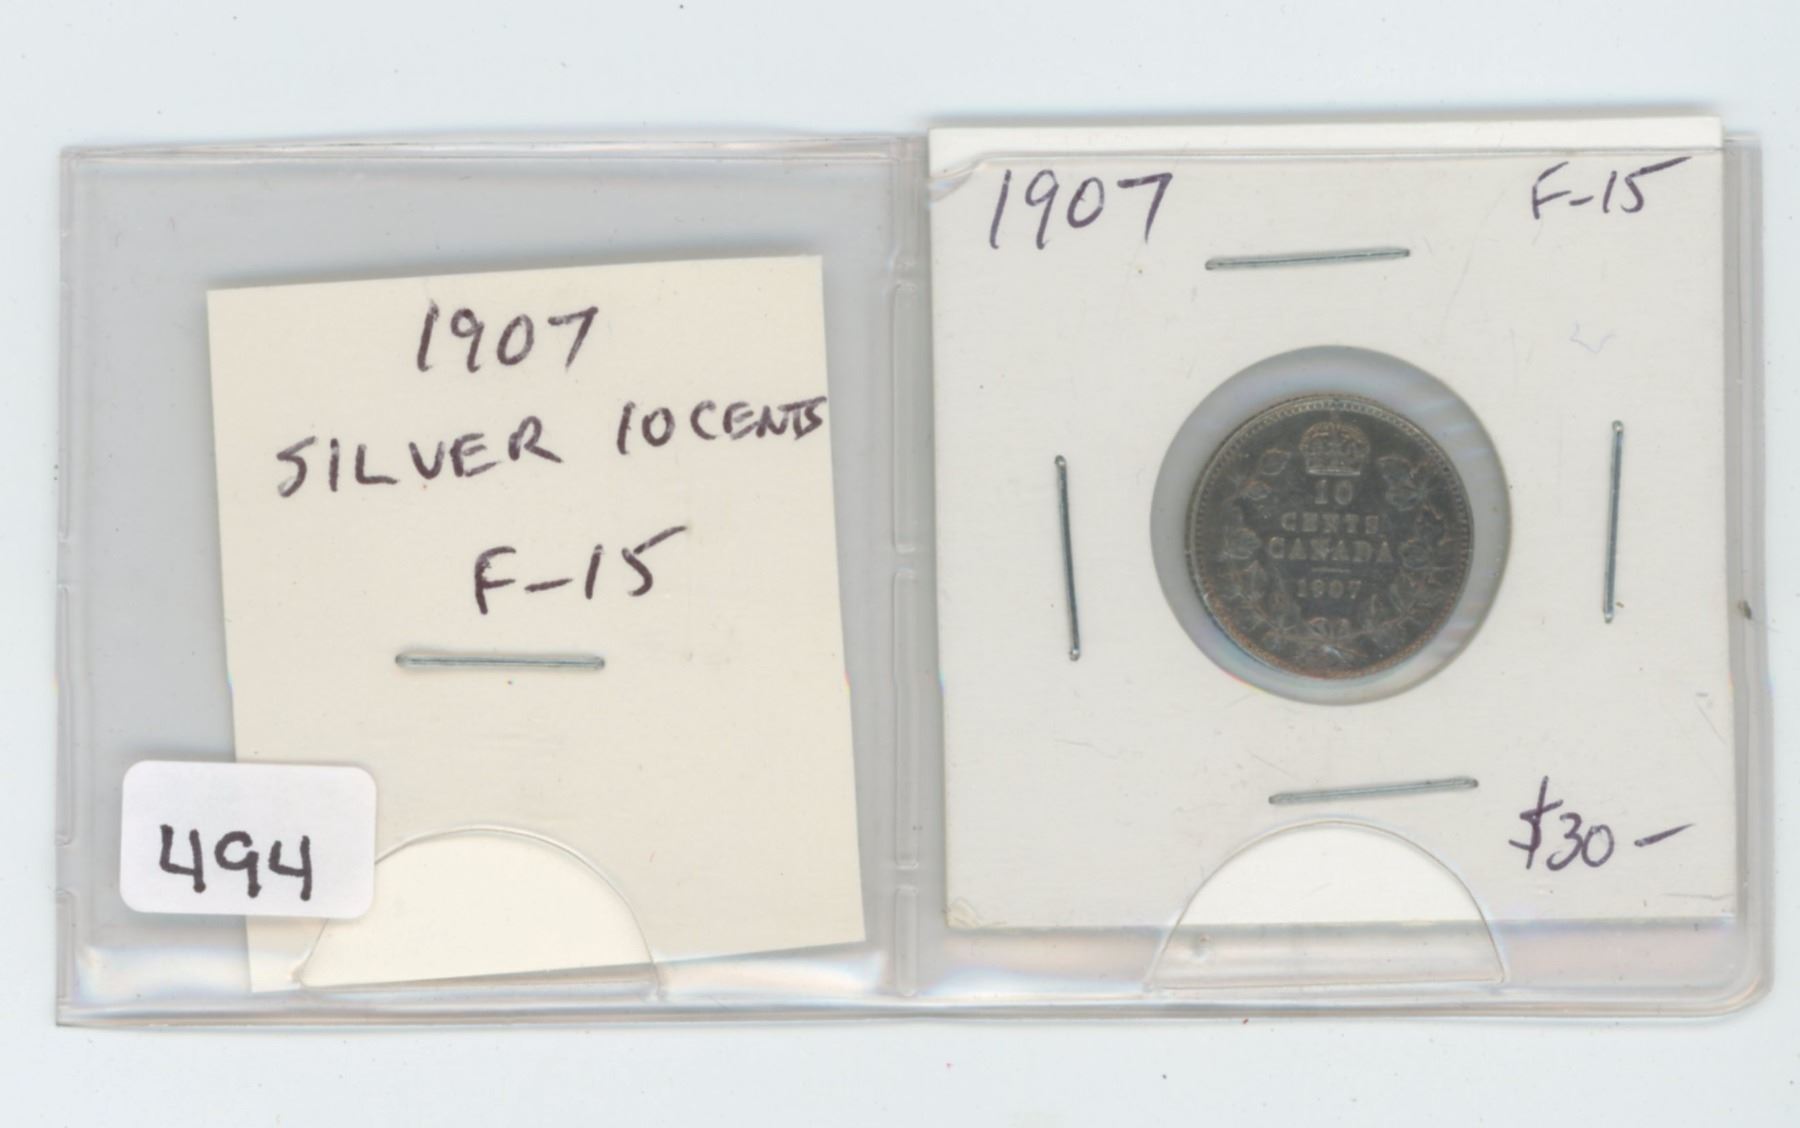 1907
SILVER 10 CENTS
F-15
494
1907 F-15
10
CENTS
CANADA
1907
$30-